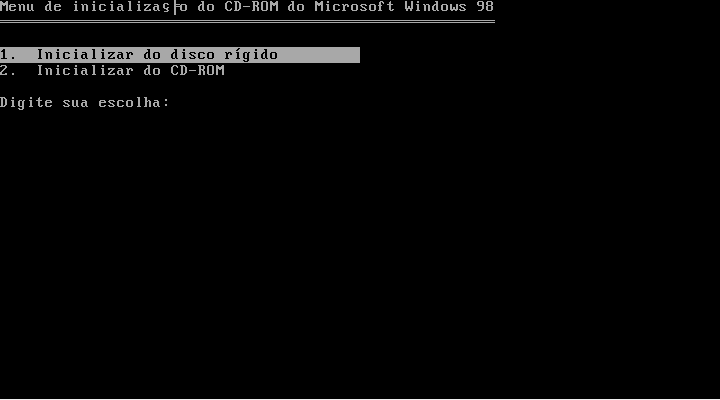 Menu de inicializaç╞o do CD-ROM do Microsoft Windows 98
1. Inicializar do disco rígido
2. Inicializar do CD-ROM
Digite sua escolha: